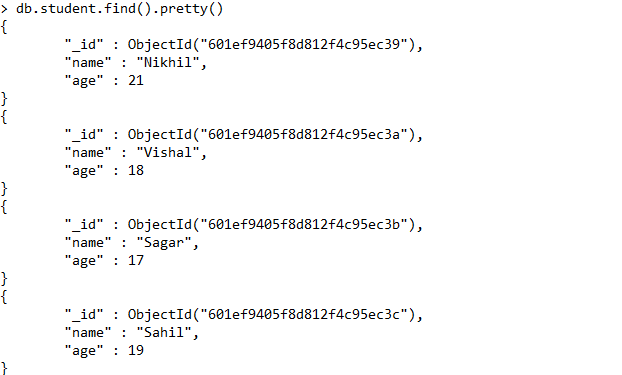 > db.student.find().pretty()
{
        "_id" : ObjectId("601ef9405f8d812f4c95ec39"),
        "name" : "Nikhil",
        "age" : 21
}
{
        "_id" : ObjectId("601ef9405f8d812f4c95ec3a"),
        "name" : "Vishal",
        "age" : 18
}
{
        "_id" : ObjectId("601ef9405f8d812f4c95ec3b"),
        "name" : "Sagar",
        "age" : 17
}
{
        "_id" : ObjectId("601ef9405f8d812f4c95ec3c"),
        "name" : "Sahil",
        "age" : 19
}